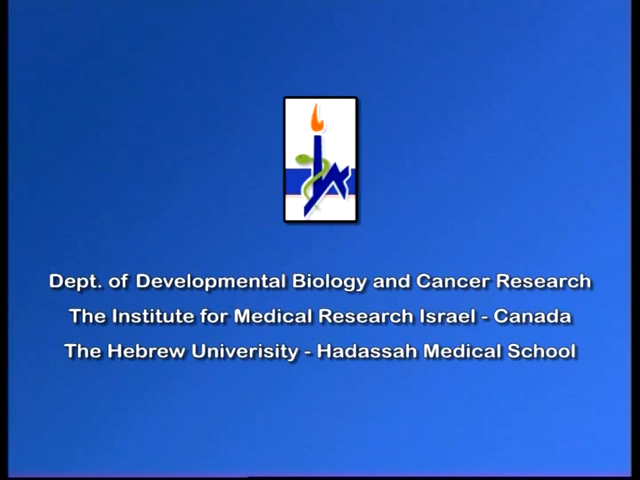 Dept. of Developmental Biology and Cancer Research
The Institute for Medical Research Israel - Canada
The Hebrew Univerisity - Hadassah Medical School